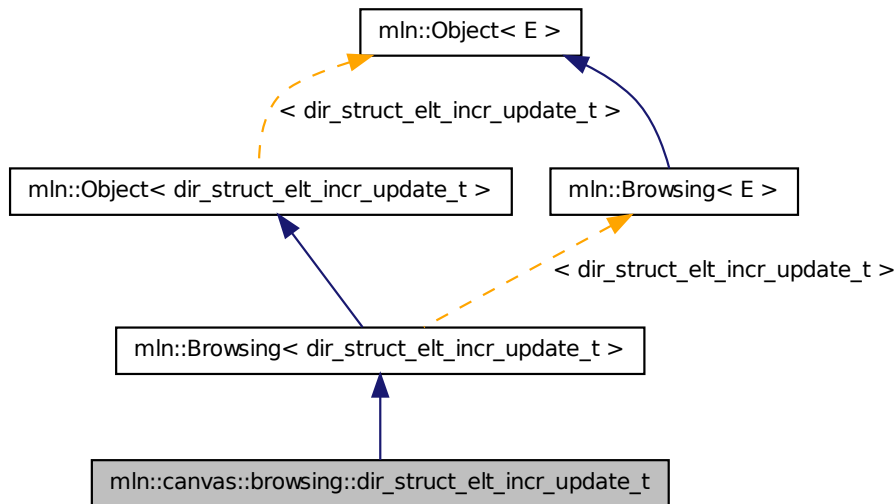 mln::Object< E >
< dir_struct_elt_incr_update_t >
mln::Object< dir_struct_elt_incr_update_t >
mln::Browsing< E >
< dir_struct_elt_incr_update_t >
mln::Browsing< dir_struct_elt_incr_update_t >
mln::canvas::browsing::dir_struct_elt_incr_update_t